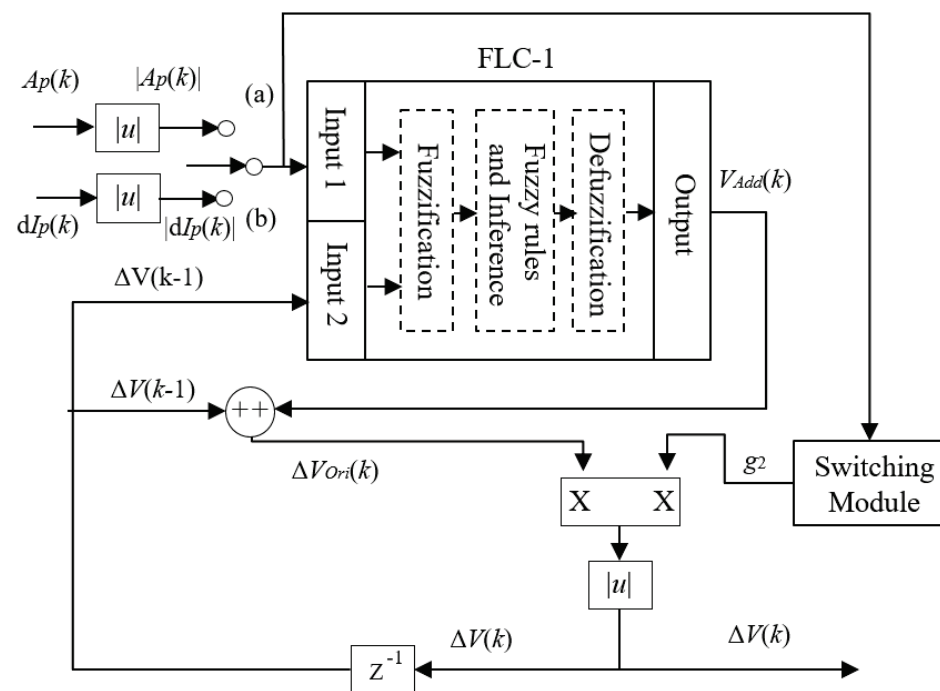 FLC-1
Ap(k)
|Ap(k)|
(a)
|u|
|u|
dIp(k)
|dIp(k)|
(b)
Input 1
Input 2
Fuzzification
Fuzzy rules
and Inference
Defuzzification
Output
VAdd(k)
ΔV(k-1)
ΔV(k-1)
++
ΔVOri(k)
g2
Switching
Module
X X
|u|
ΔV(k)
ΔV(k)
Z-1